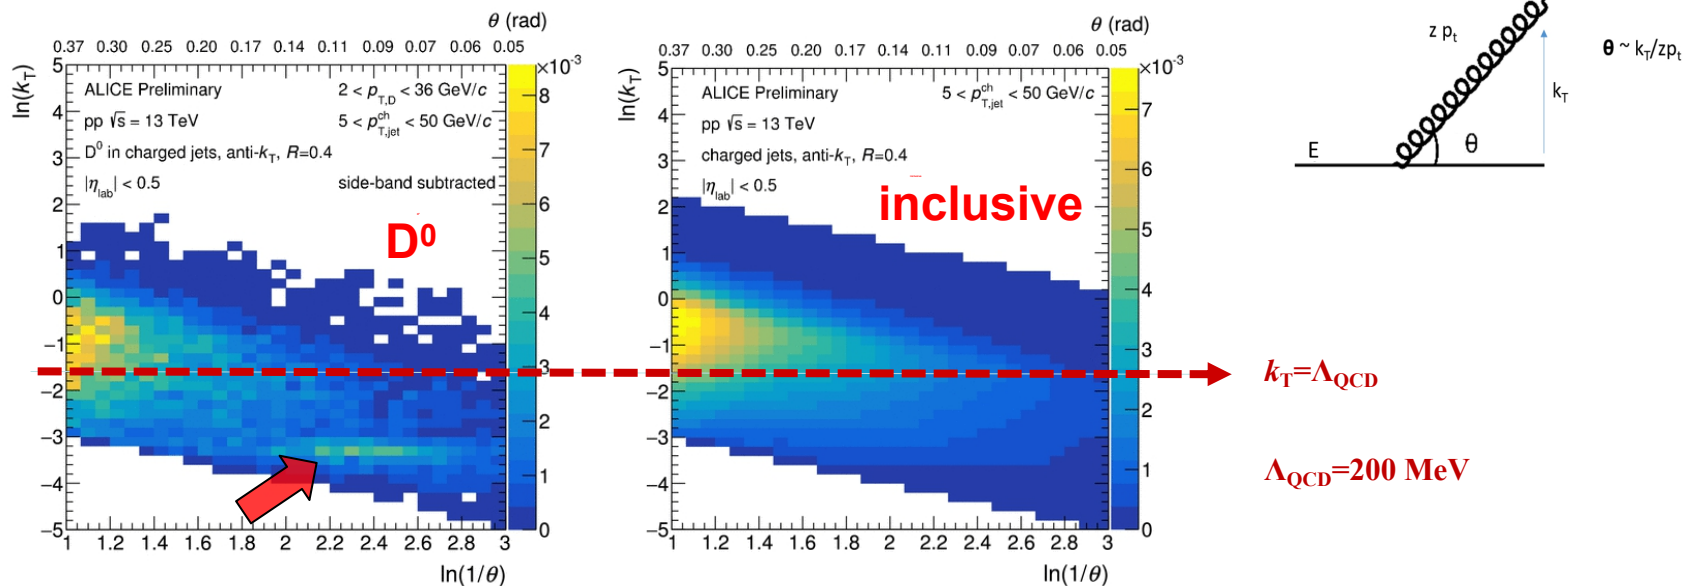 θ (rad)
0.37 0.30 0.25 0.20 0.17 0.14 0.11 0.09 0.07 0.06 0.05
ln(kT)
×10⁻³
ALICE Preliminary
2 < pT,D < 36 GeV/c
pp √s = 13 TeV
5 < p^ch T,jet < 50 GeV/c
D⁰ in charged jets, anti-kT, R=0.4
|ηlab| < 0.5
side-band subtracted
D⁰
5
4
3
2
1
0
−1
−2
−3
−4
−5
8
7
6
5
4
3
2
1
0
1 1.2 1.4 1.6 1.8 2 2.2 2.4 2.6 2.8 3
ln(1/θ)
θ (rad)
0.37 0.30 0.25 0.20 0.17 0.14 0.11 0.09 0.07 0.06 0.05
ln(kT)
×10⁻³
ALICE Preliminary
5 < p^ch T,jet < 50 GeV/c
pp √s = 13 TeV
charged jets, anti-kT, R=0.4
|ηlab| < 0.5
inclusive
5
4
3
2
1
0
−1
−2
−3
−4
−5
7
6
5
4
3
2
1
0
1 1.2 1.4 1.6 1.8 2 2.2 2.4 2.6 2.8 3
ln(1/θ)
z pt
θ ~ kT/zpt
kT
E
θ
kT=ΛQCD
ΛQCD=200 MeV